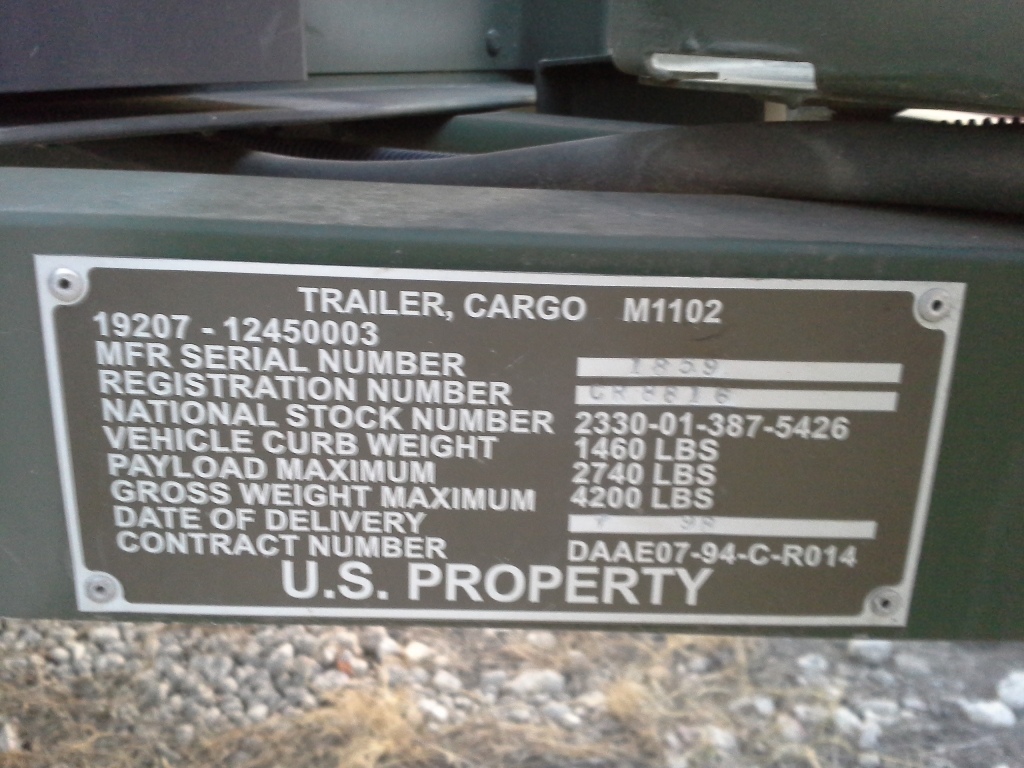 TRAILER, CARGO M1102
19207 - 12450003
MFR SERIAL NUMBER 1859
REGISTRATION NUMBER
NATIONAL STOCK NUMBER 2330-01-387-5426
VEHICLE CURB WEIGHT 1460 LBS
PAYLOAD MAXIMUM 2740 LBS
GROSS WEIGHT MAXIMUM 4200 LBS
DATE OF DELIVERY
CONTRACT NUMBER DAAE07-94-C-R014
U.S. PROPERTY